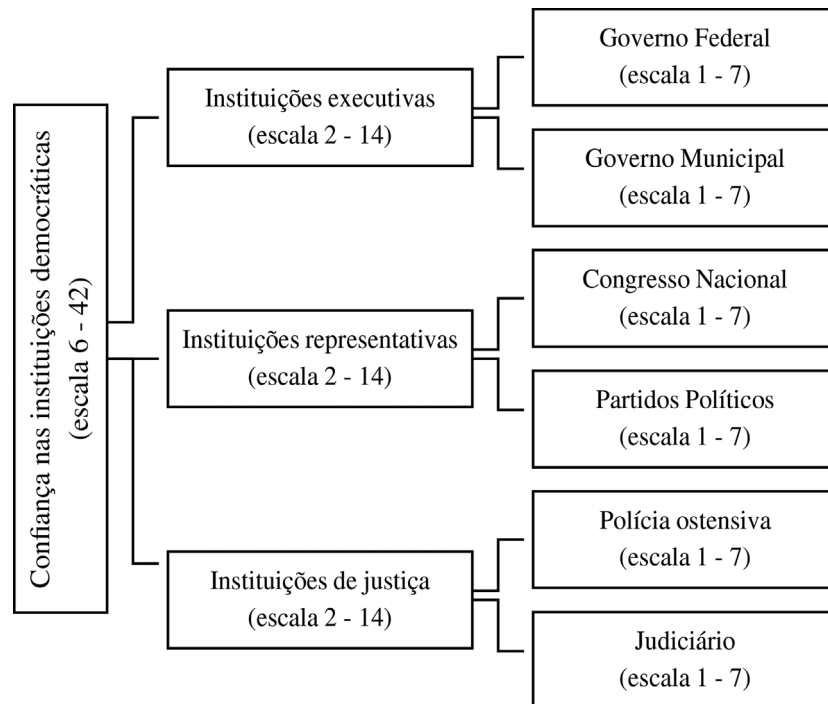 Confiança nas instituições democráticas
(escala 6 - 42)
Instituições executivas
(escala 2 - 14)
Governo Federal
(escala 1 - 7)
Governo Municipal
(escala 1 - 7)
Instituições representativas
(escala 2 - 14)
Congresso Nacional
(escala 1 - 7)
Partidos Políticos
(escala 1 - 7)
Instituições de justiça
(escala 2 - 14)
Polícia ostensiva
(escala 1 - 7)
Judiciário
(escala 1 - 7)